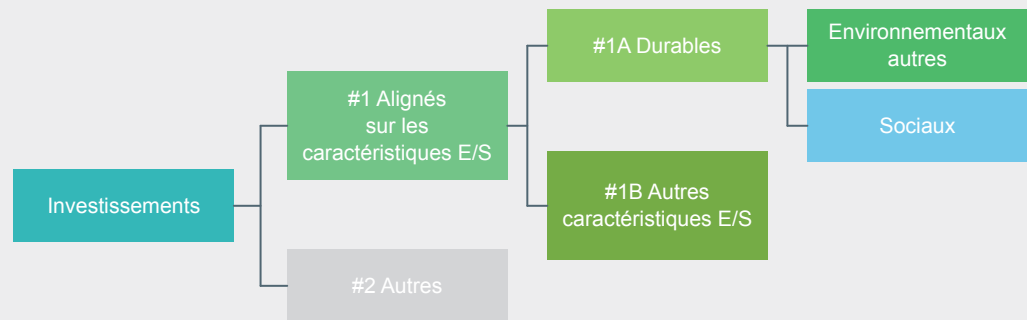 Investissements
#1 Alignés
sur les
caractéristiques E/S
#2 Autres
#1A Durables
#1B Autres
caractéristiques E/S
Environnementaux
autres
Sociaux